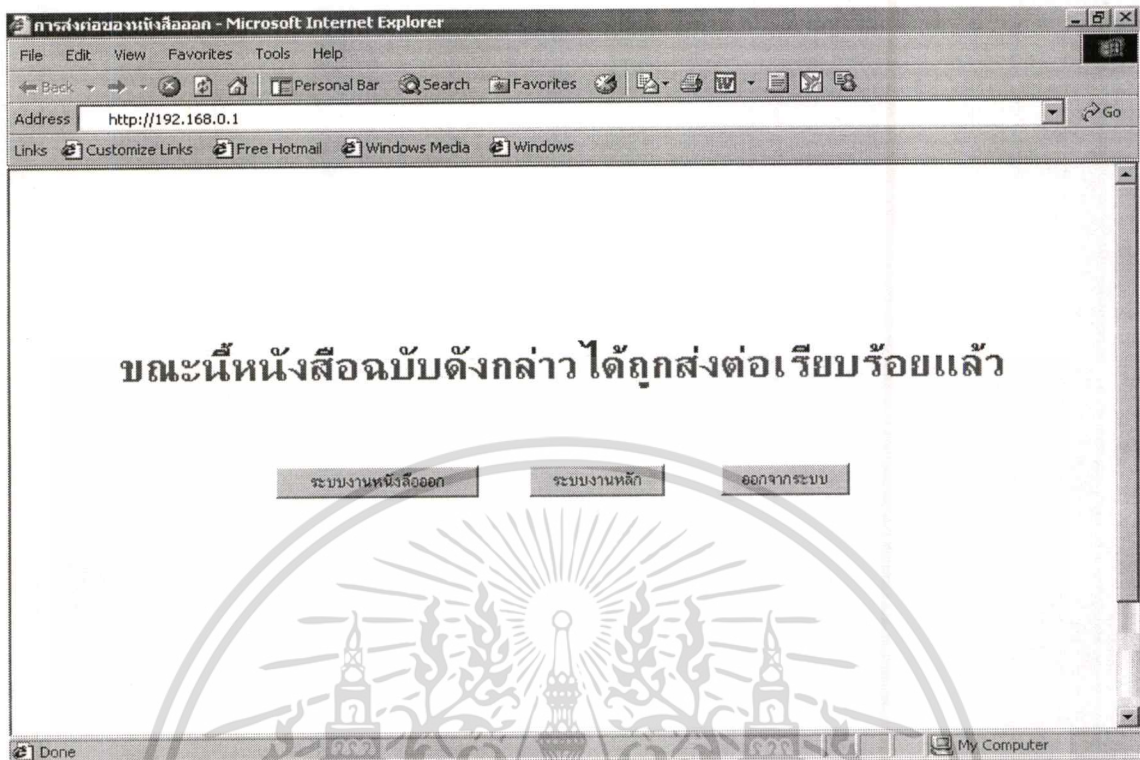 การส่งต่อของหนังสือออก - Microsoft Internet Explorer
File Edit View Favorites Tools Help
Back Personal Bar Search Favorites
Address http://192.168.0.1 Go
Links Customize Links Free Hotmail Windows Media Windows
ขณะนี้หนังสือฉบับดังกล่าวได้ถูกส่งต่อเรียบร้อยแล้ว
ระบบงานหนังสือออก ระบบงานหลัก ออกจากระบบ
Done My Computer